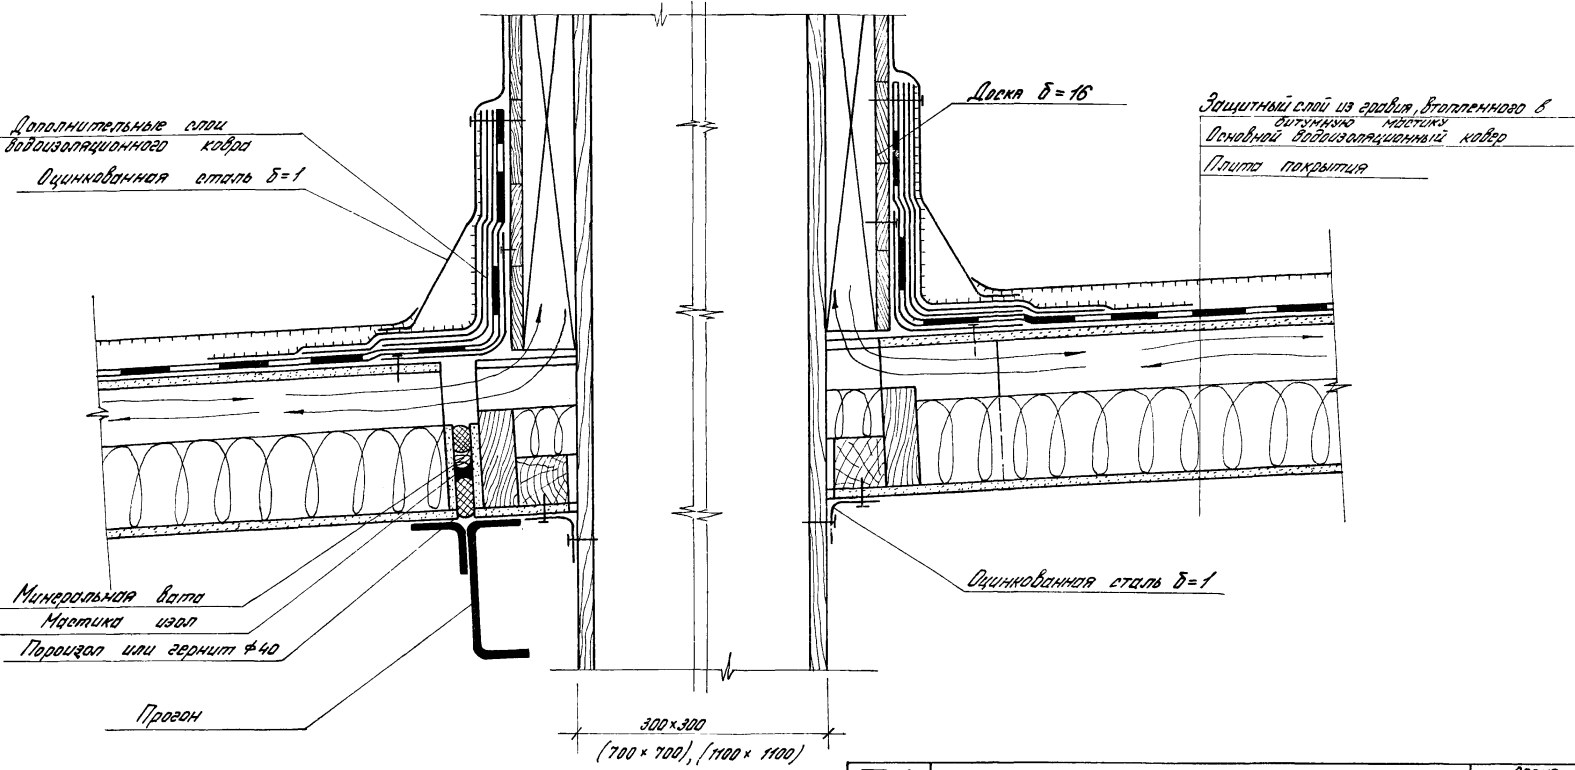 Дополнительные слои
водоизоляционного ковра
Оцинкованная сталь δ=1
Доска δ=16
Защитный слой из гравия, втопленного в
битумную мастику
Основной водоизоляционный ковер
Плита покрытия
Минеральная вата
Мастика изол
Пороизол или гернит ϕ40
Прогон
Оцинкованная сталь δ=1
300×300
(700×700), (1100×1100)